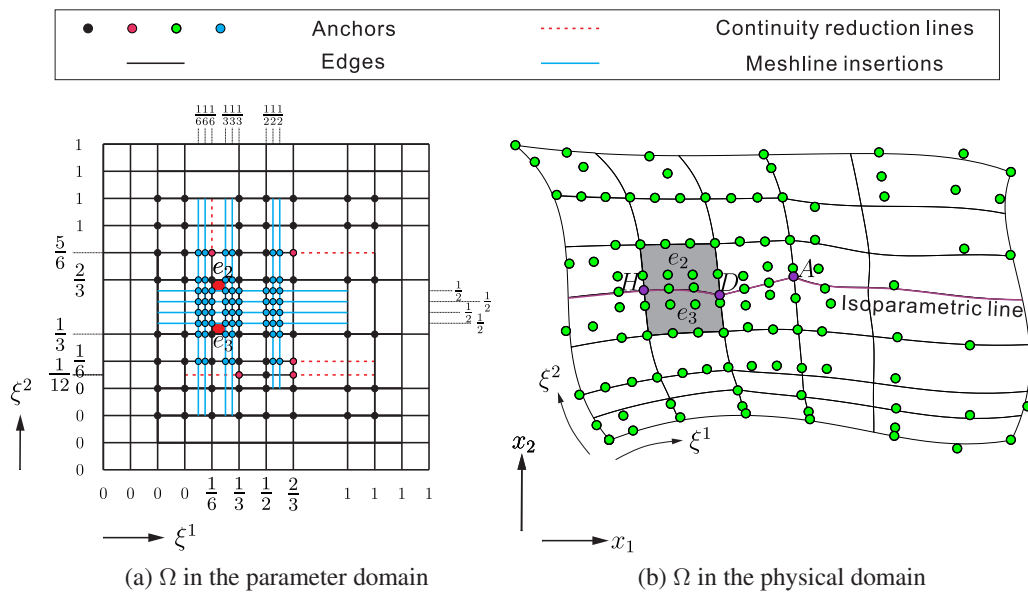 Anchors Continuity reduction lines
Edges Meshline insertions
1/6 1/6 1/6 1/3 1/3 1/3 1/2 1/2 1/2
1
1
1
1
5/6
2/3
1/3
1/6
1/12
0
0
0
0
e2
e3
1/2 1/2
1/2 1/2
ξ²
0 0 0 0 1/6 1/3 1/2 2/3 1 1 1 1
ξ¹
(a) Ω in the parameter domain
e2
H D A
e3
Isoparametric line
ξ²
ξ¹
x2
x1
(b) Ω in the physical domain